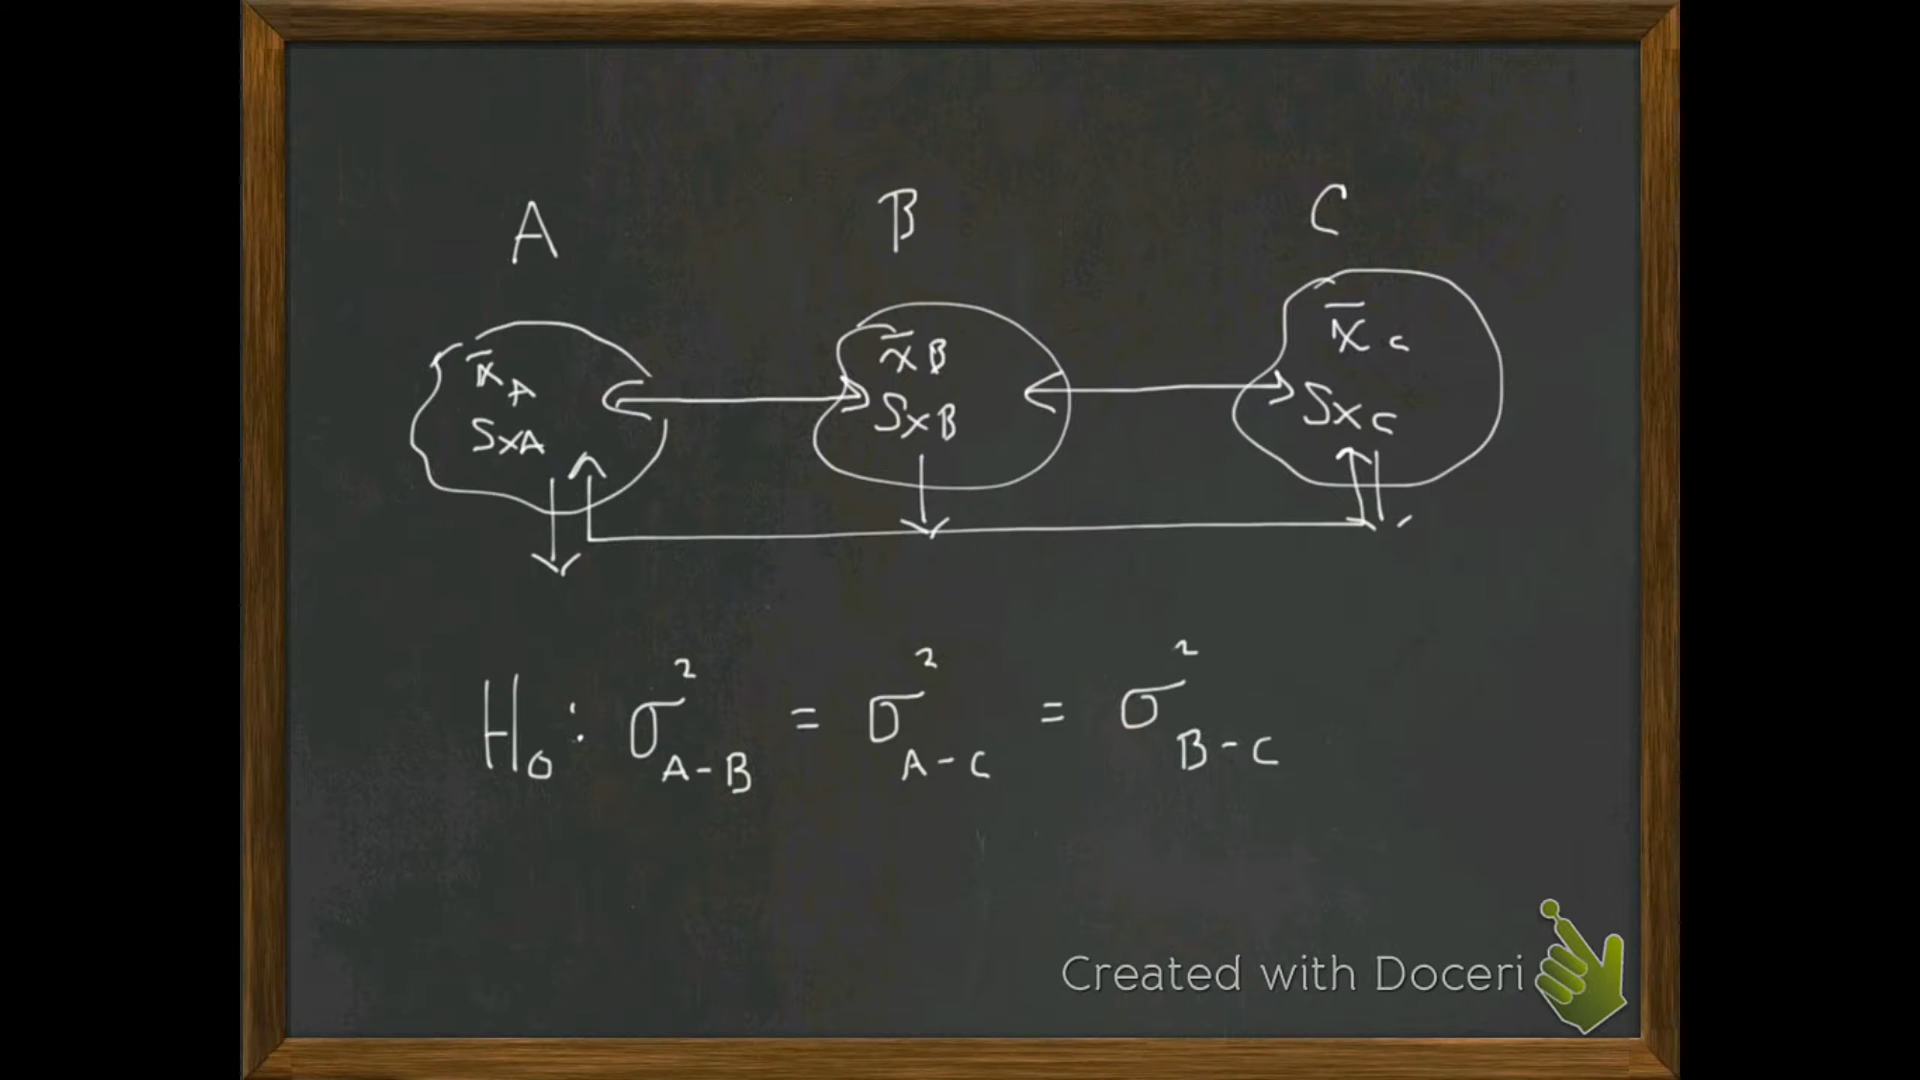 A B C
x̄A x̄B x̄c
SxA SxB Sxc
H₀: σ²A-B = σ²A-C = σ²B-C
Created with Doceri